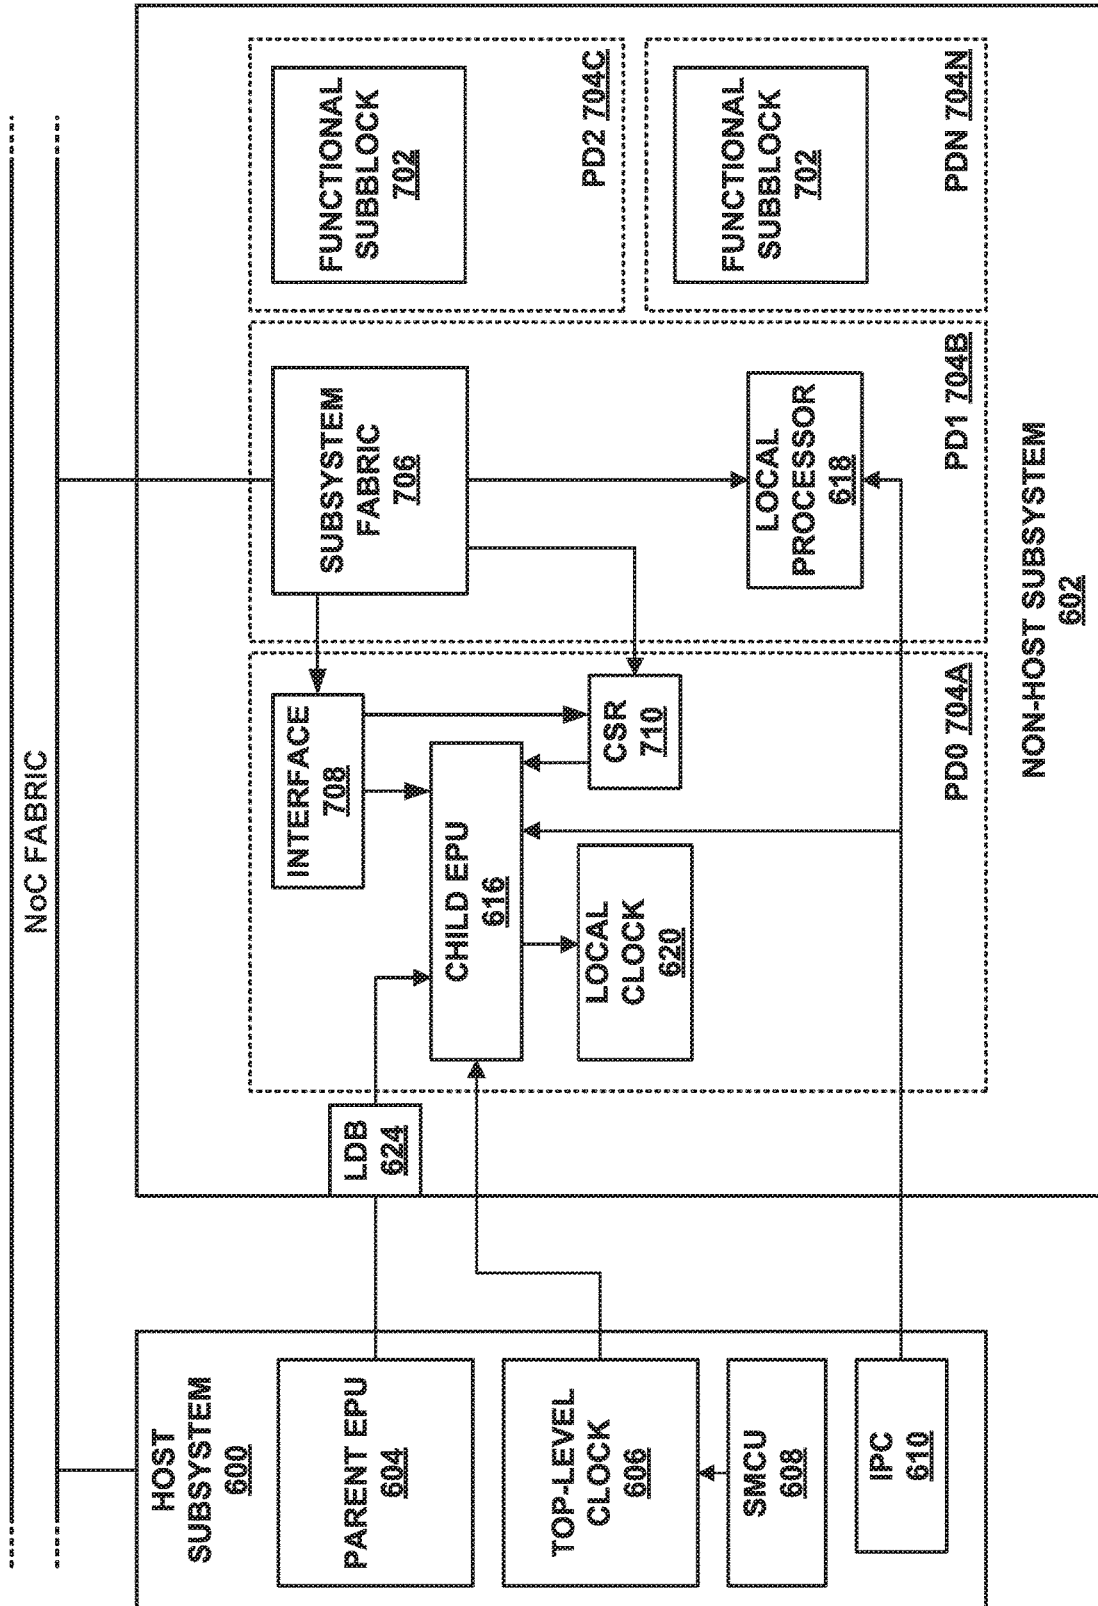 NoC FABRIC
HOST
SUBSYSTEM
600
PARENT EPU
604
TOP-LEVEL
CLOCK
606
SMCU
608
IPC
610
LDB
624
INTERFACE
708
CHILD EPU
616
CSR
710
LOCAL
CLOCK
620
PD0 704A
SUBSYSTEM
FABRIC
706
LOCAL
PROCESSOR
618
PD1 704B
FUNCTIONAL
SUBBLOCK
702
PD2 704C
FUNCTIONAL
SUBBLOCK
702
PDN 704N
NON-HOST SUBSYSTEM
602